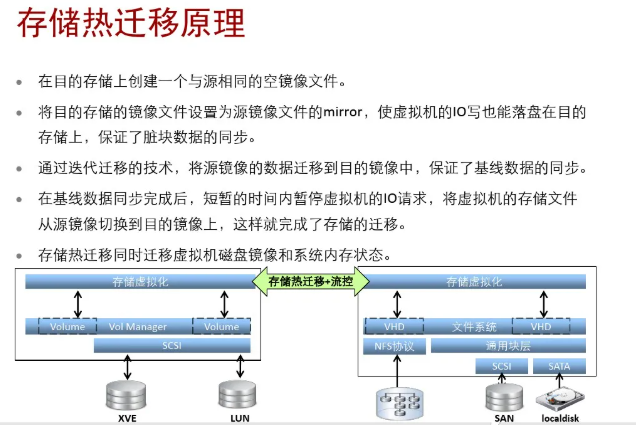 存储热迁移原理
在目的存储上创建一个与源相同的空镜像文件。
将目的存储的镜像文件设置为源镜像文件的mirror，使虚拟机的IO写也能落盘在目的
存储上，保证了脏块数据的同步。
通过迭代迁移的技术，将源镜像的数据迁移到目的镜像中，保证了基线数据的同步。
在基线数据同步完成后，短暂的时间内暂停虚拟机的IO请求，将虚拟机的存储文件
从源镜像切换到目的镜像上，这样就完成了存储的迁移。
存储热迁移同时迁移虚拟机磁盘镜像和系统内存状态。
存储虚拟化
存储热迁移+流控
存储虚拟化
Volume
Vol Manager
Volume
VHD
文件系统
VHD
SCSI
NFS协议
通用块层
SCSI
SATA
XVE
LUN
SAN
localdisk